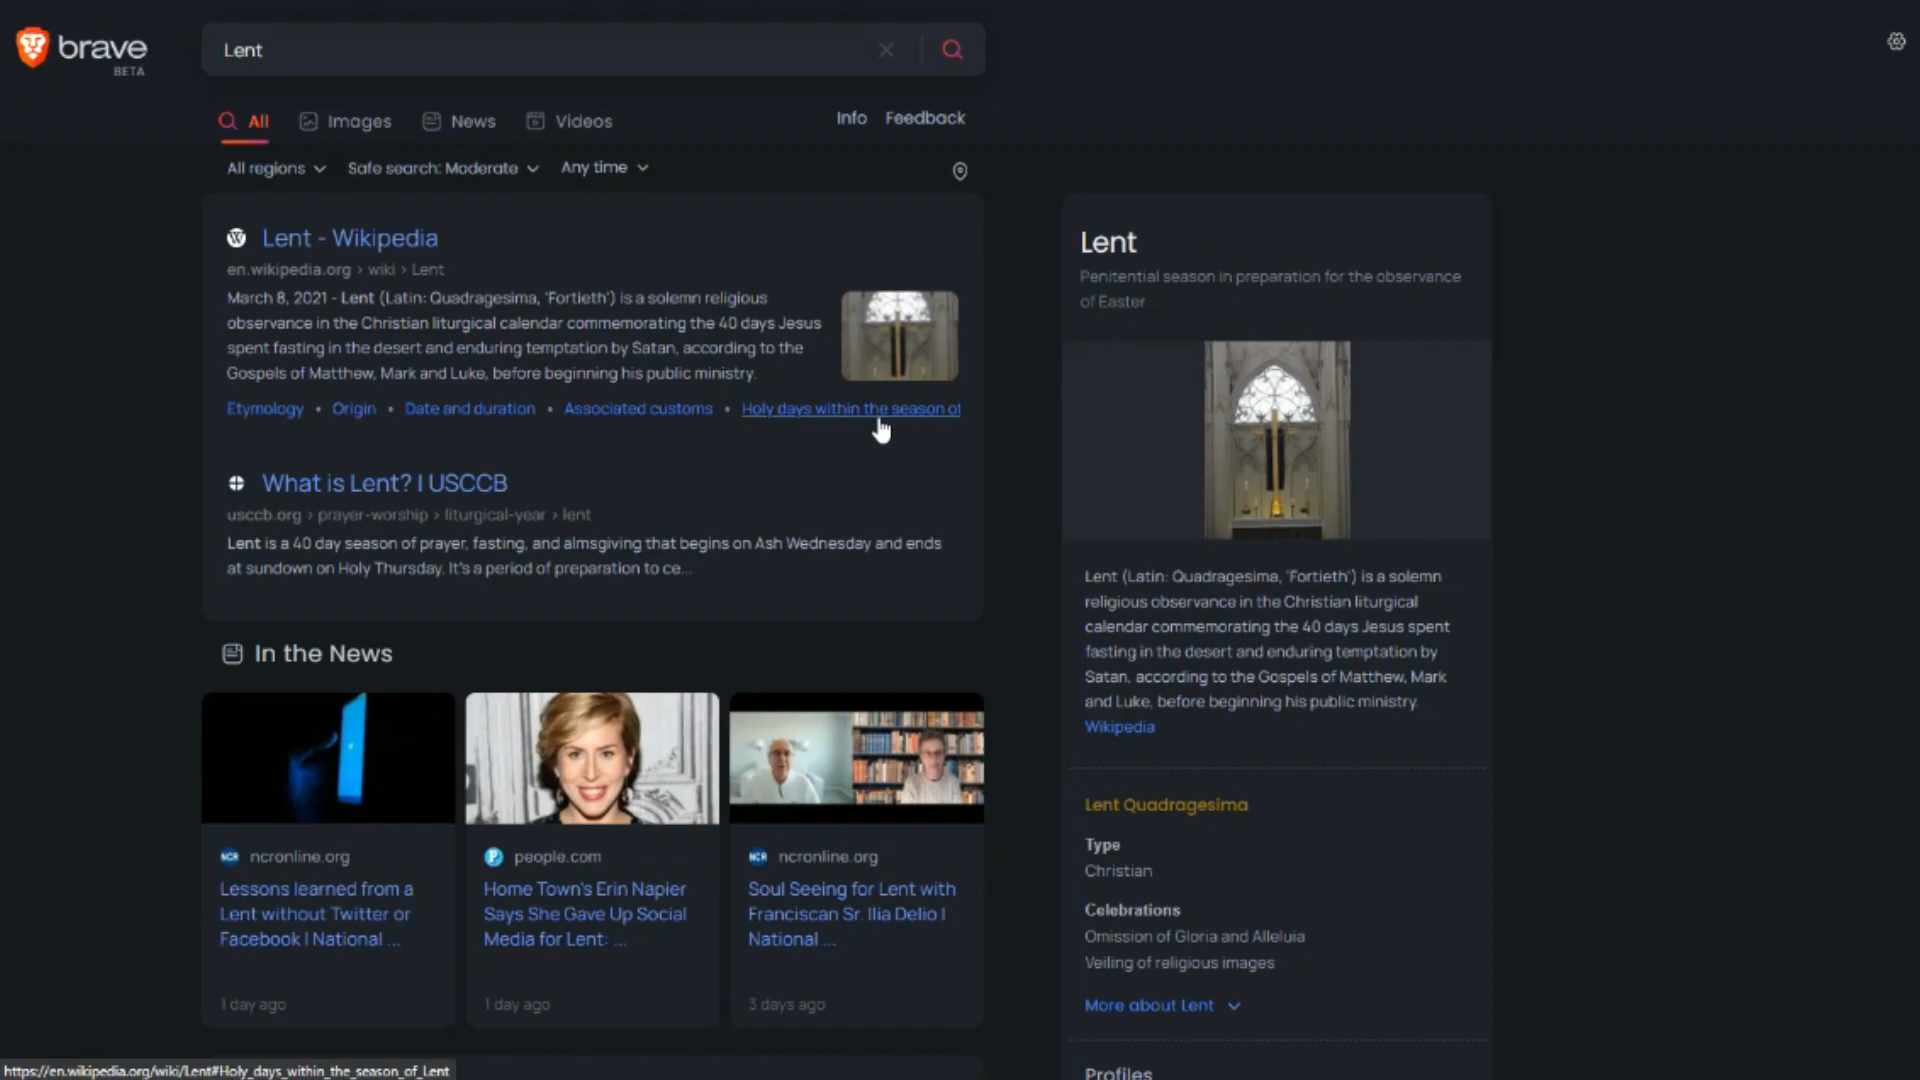 brave
BETA
Lent
All
Images
News
Videos
Info
Feedback
All regions
Safe search: Moderate
Any time
Lent - Wikipedia
en.wikipedia.org › wiki › Lent
March 8, 2021 - Lent (Latin: Quadragesima, 'Fortieth') is a solemn religious
observance in the Christian liturgical calendar commemorating the 40 days Jesus
spent fasting in the desert and enduring temptation by Satan, according to the
Gospels of Matthew, Mark and Luke, before beginning his public ministry.
Etymology • Origin • Date and duration • Associated customs • Holy days within the season of
What is Lent? | USCCB
usccb.org › prayer-worship › liturgical-year › lent
Lent is a 40 day season of prayer, fasting, and almsgiving that begins on Ash Wednesday and ends
at sundown on Holy Thursday. It's a period of preparation to ce...
In the News
NCR ncronline.org
Lessons learned from a
Lent without Twitter or
Facebook | National ...
1 day ago
P people.com
Home Town's Erin Napier
Says She Gave Up Social
Media for Lent: ...
1 day ago
NCR ncronline.org
Soul Seeing for Lent with
Franciscan Sr. Ilia Delio |
National ...
3 days ago
Lent
Penitential season in preparation for the observance
of Easter
Lent (Latin: Quadragesima, 'Fortieth') is a solemn
religious observance in the Christian liturgical
calendar commemorating the 40 days Jesus spent
fasting in the desert and enduring temptation by
Satan, according to the Gospels of Matthew, Mark
and Luke, before beginning his public ministry.
Wikipedia
Lent Quadragesima
Type
Christian
Celebrations
Omission of Gloria and Alleluia
Veiling of religious images
More about Lent
Profiles
https://en.wikipedia.org/wiki/Lent#Holy_days_within_the_season_of_Lent